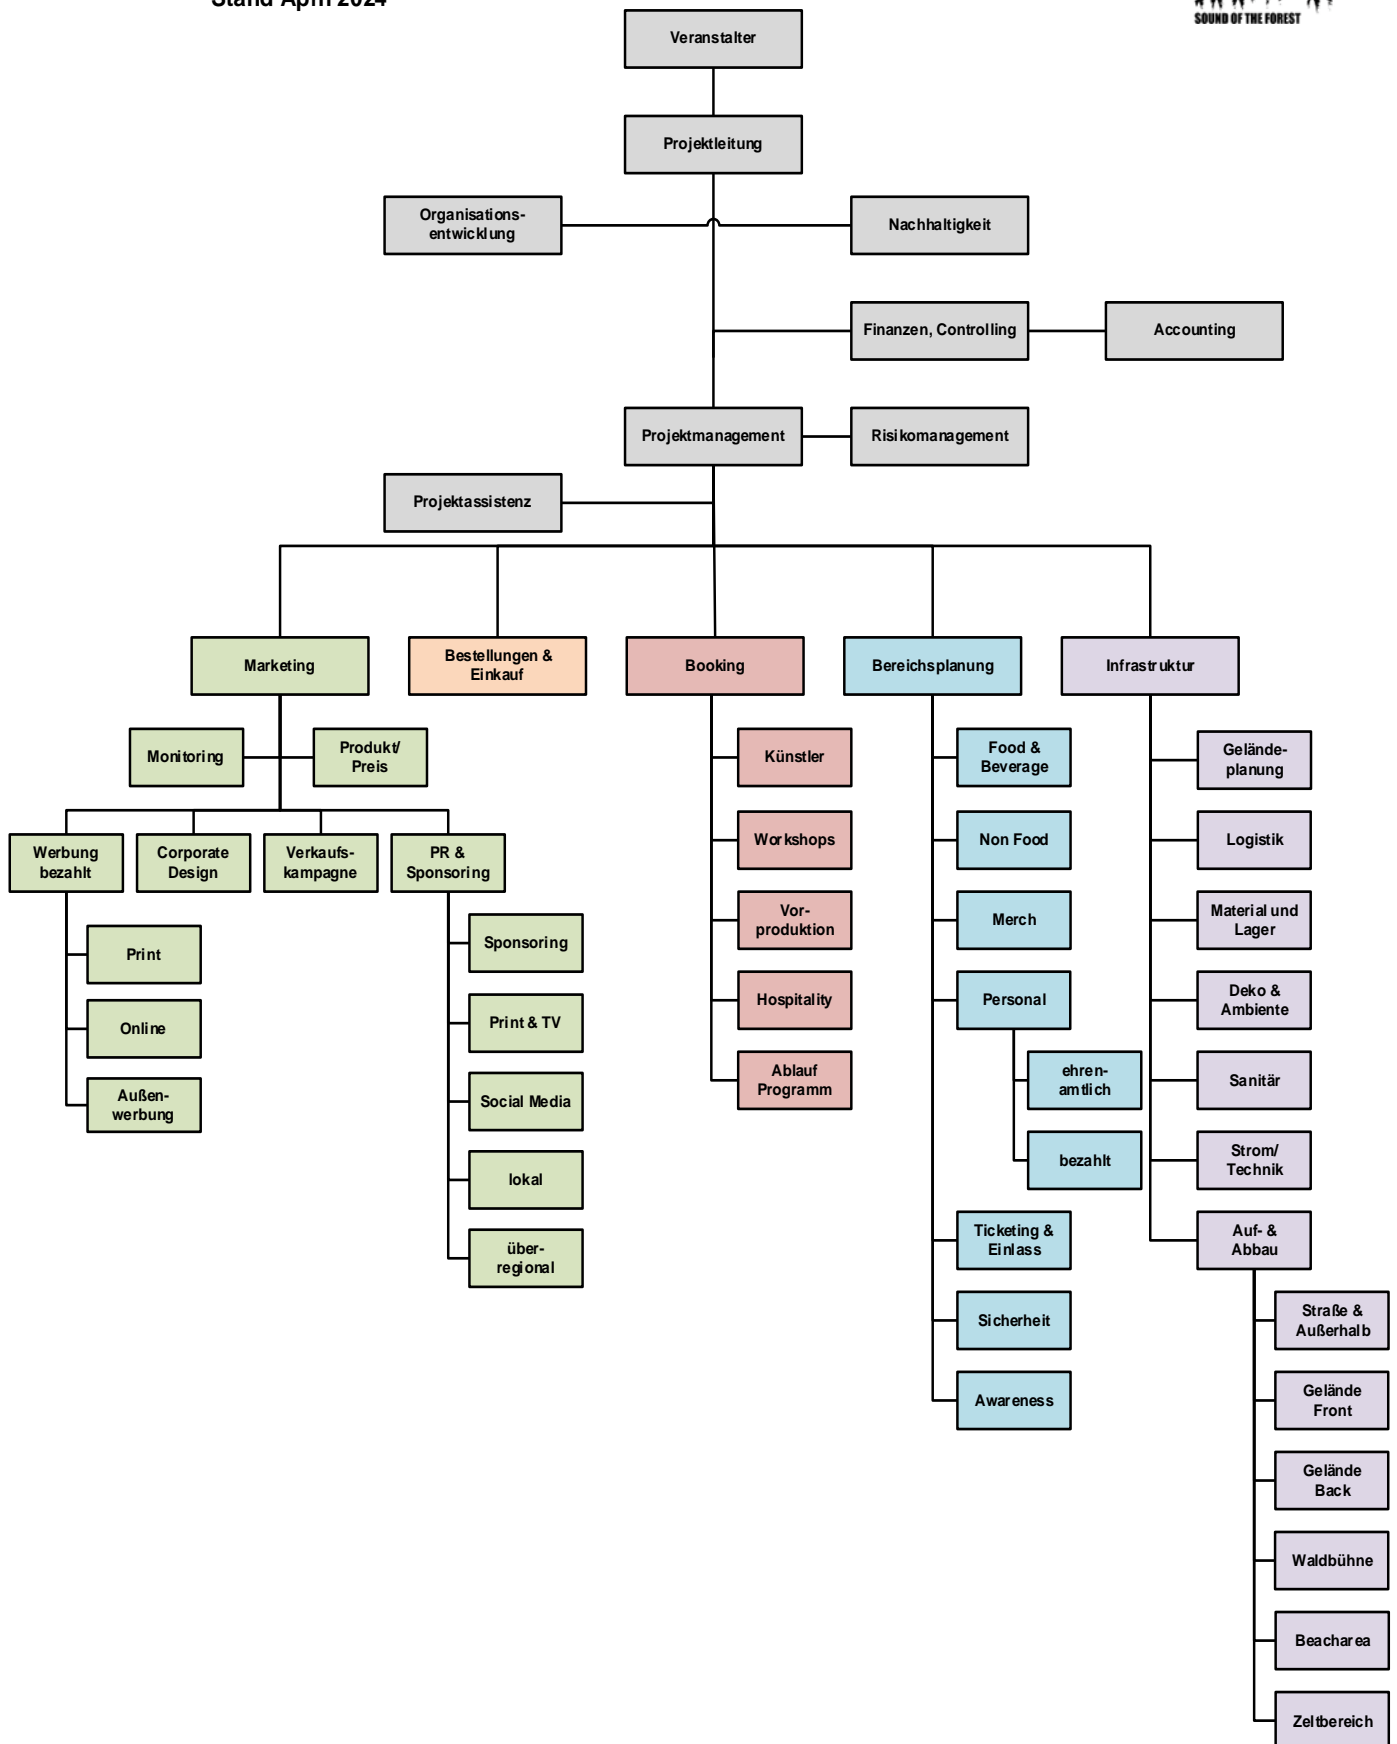 Stand April 2024
SOUND OF THE FOREST
Veranstalter
Projektleitung
Organisations-
entwicklung
Nachhaltigkeit
Finanzen, Controlling
Accounting
Projektmanagement
Risikomanagement
Projektassistenz
Marketing
Bestellungen &
Einkauf
Booking
Bereichsplanung
Infrastruktur
Monitoring
Produkt/
Preis
Werbung
bezahlt
Corporate
Design
Verkaufs-
kampagne
PR &
Sponsoring
Print
Online
Außen-
werbung
Sponsoring
Print & TV
Social Media
lokal
über-
regional
Künstler
Workshops
Vor-
produktion
Hospitality
Ablauf
Programm
Food &
Beverage
Non Food
Merch
Personal
ehren-
amtlich
bezahlt
Ticketing &
Einlass
Sicherheit
Awareness
Gelände-
planung
Logistik
Material und
Lager
Deko &
Ambiente
Sanitär
Strom/
Technik
Auf- &
Abbau
Straße &
Außerhalb
Gelände
Front
Gelände
Back
Waldbühne
Beacharea
Zeltbereich